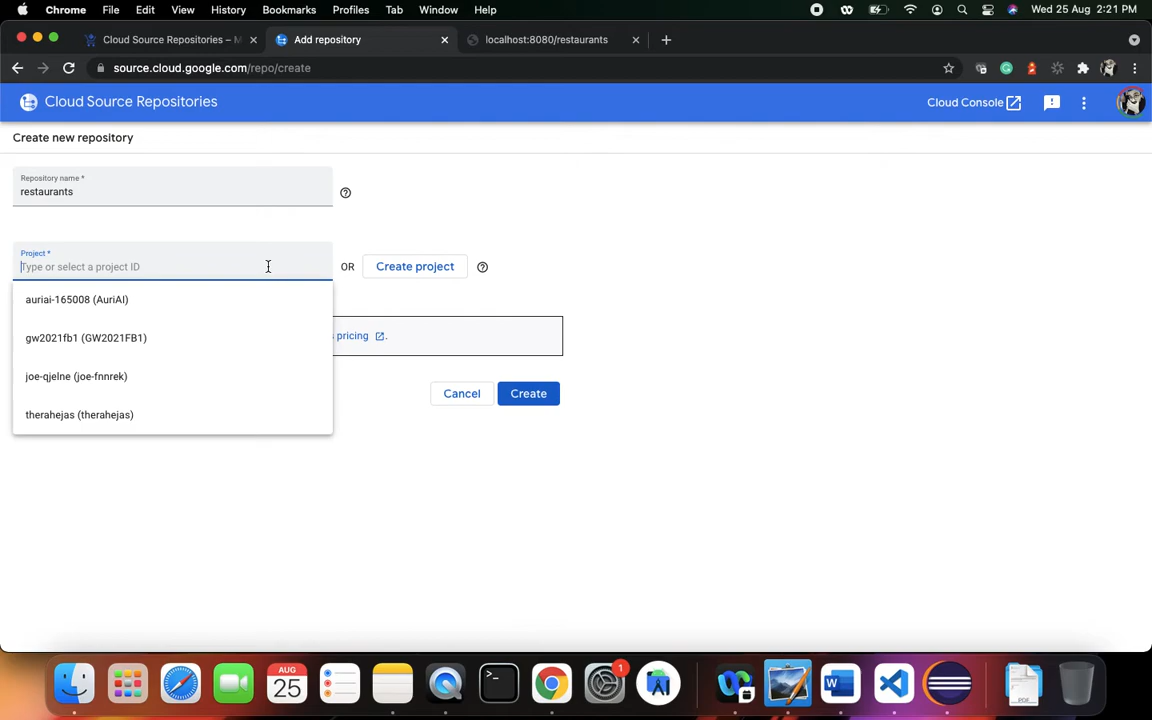 Chrome File Edit View History Bookmarks Profiles Tab Window Help Wed 25 Aug 2:21 PM
Cloud Source Repositories – M Add repository localhost:8080/restaurants
source.cloud.google.com/repo/create
Cloud Source Repositories Cloud Console
Create new repository
Repository name *
restaurants
Project *
Type or select a project ID OR Create project
auriai-165008 (AuriAI)
gw2021fb1 (GW2021FB1)
pricing
joe-qjelne (joe-fnnrek)
Cancel Create
therahejas (therahejas)
AUG
25
1